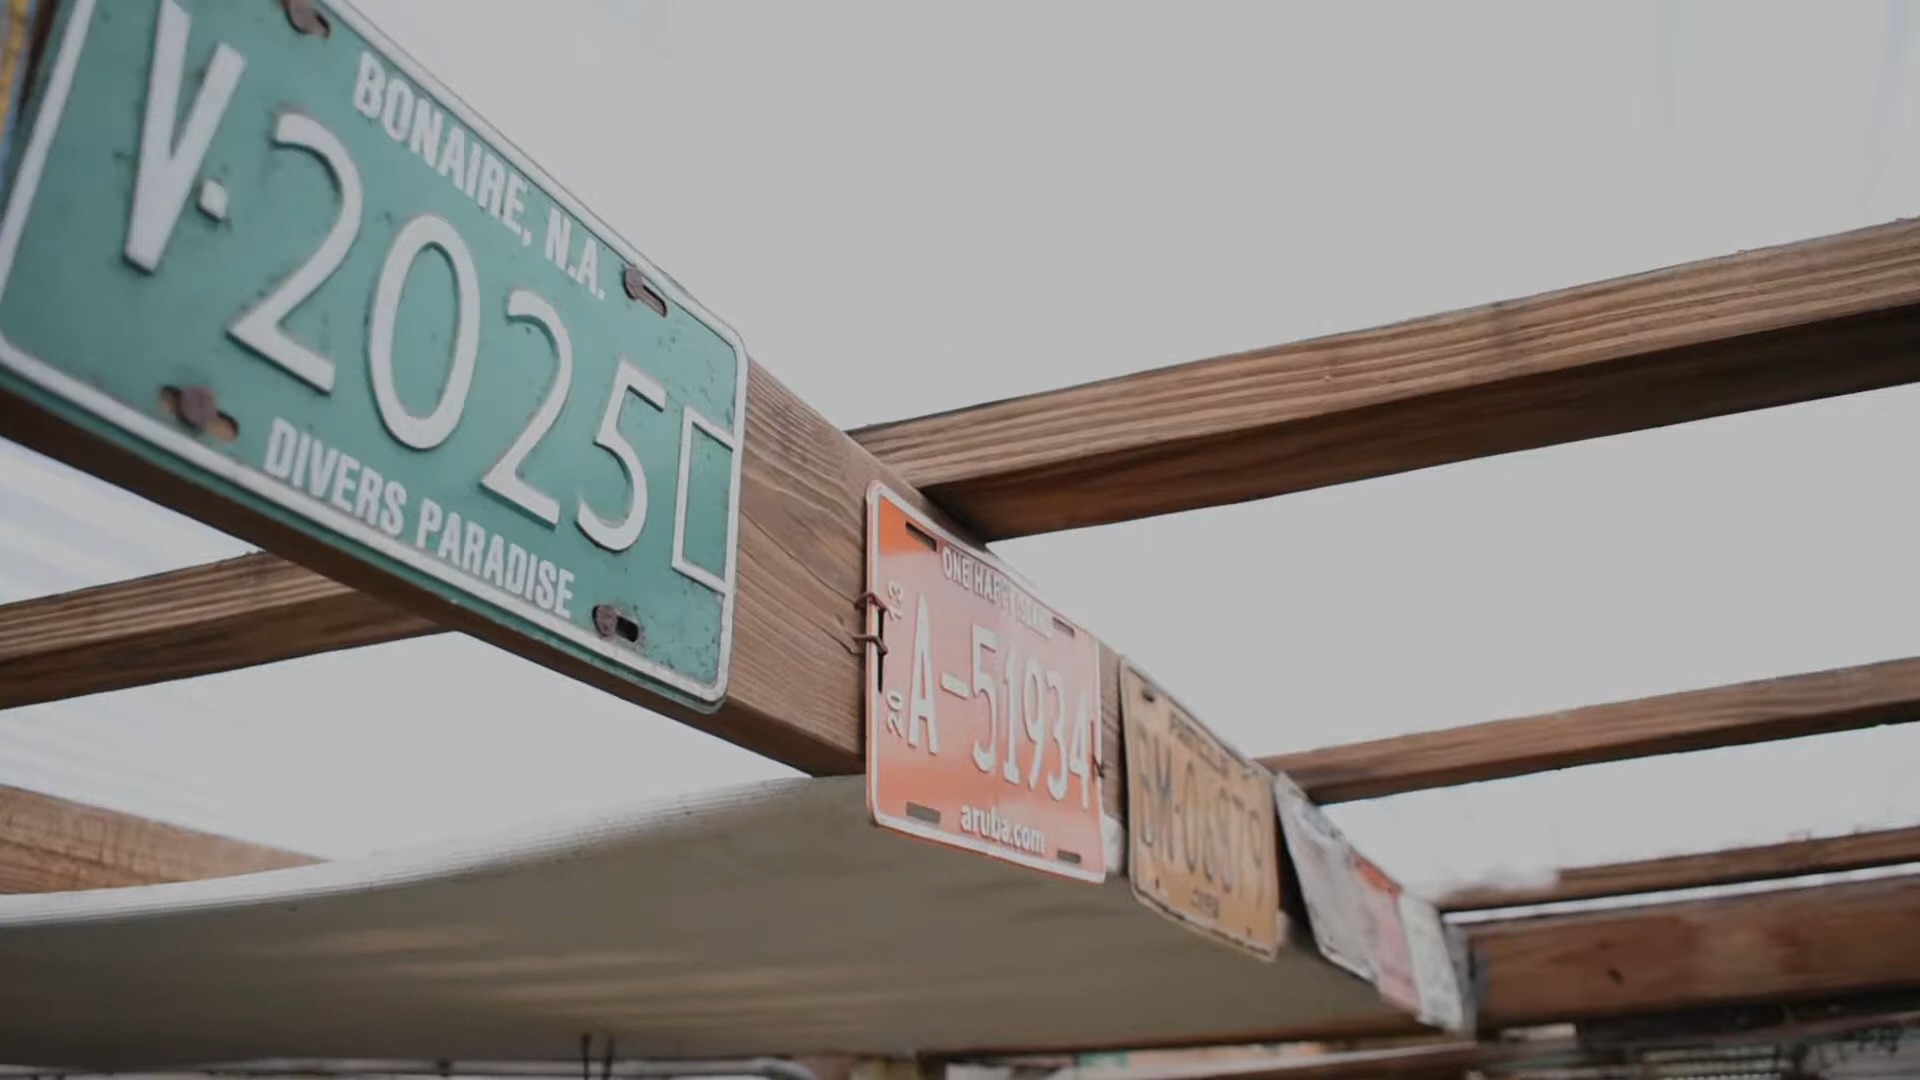 BONAIRE, N.A.
V-2025
DIVERS PARADISE
ONE HAPPY ISLAND
20 13
A-51934
aruba.com